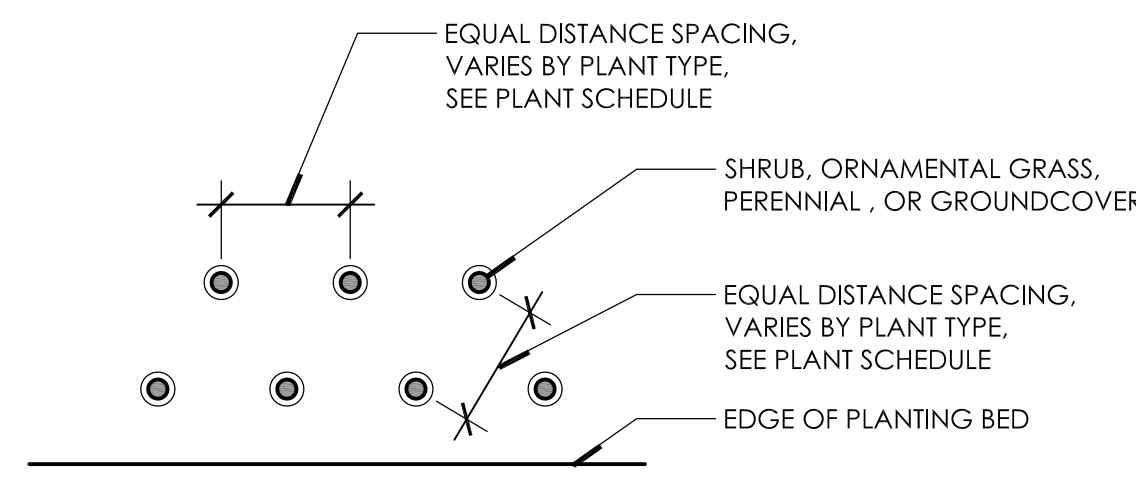 EQUAL DISTANCE SPACING,
VARIES BY PLANT TYPE,
SEE PLANT SCHEDULE
SHRUB, ORNAMENTAL GRASS,
PERENNIAL , OR GROUNDCOVER
EQUAL DISTANCE SPACING,
VARIES BY PLANT TYPE,
SEE PLANT SCHEDULE
EDGE OF PLANTING BED